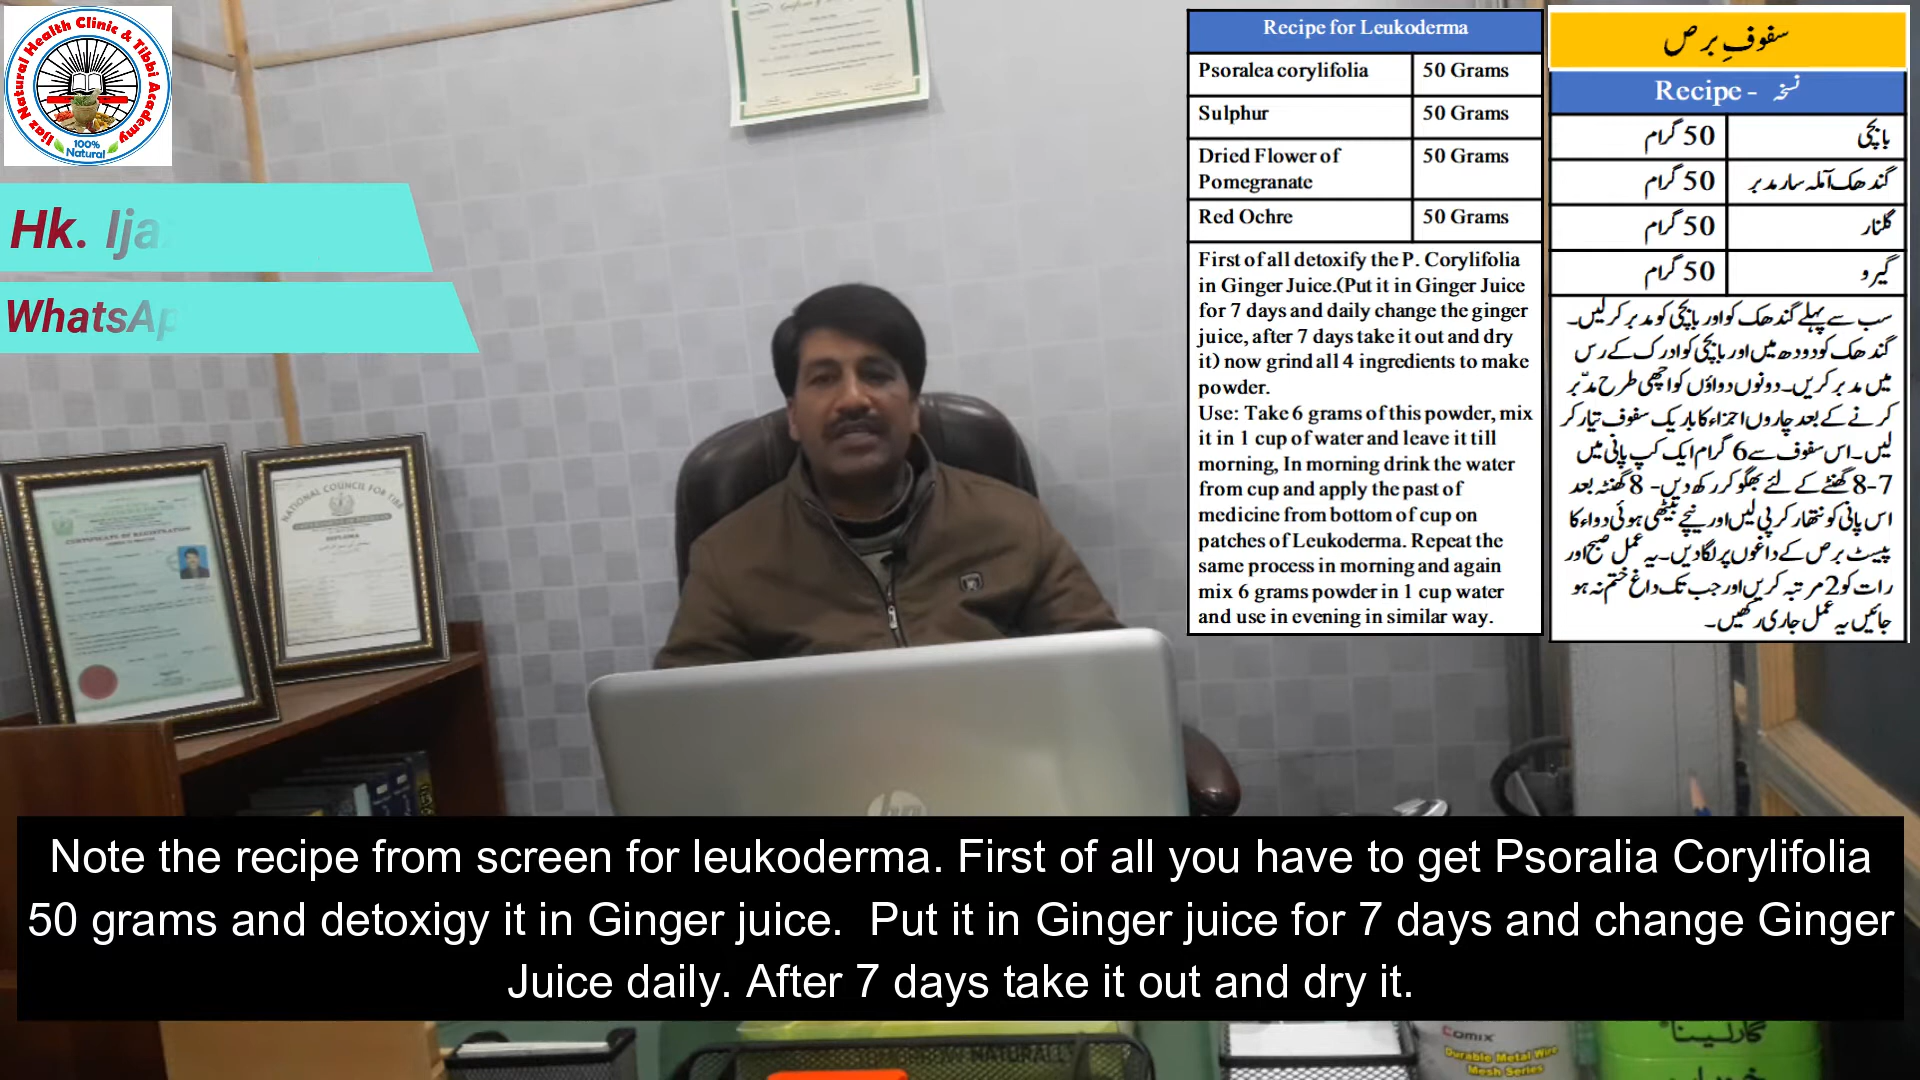 Ijaz Natural Health Clinic & Tibbi Academy
100%
Natural
Hk. Ija
WhatsAp
CERTIFICATE OF REGISTRATION
NATIONAL COUNCIL FOR TIBB
DIPLOMA
Recipe for Leukoderma
Psoralea corylifolia 50 Grams
Sulphur 50 Grams
Dried Flower of
Pomegranate 50 Grams
Red Ochre 50 Grams
First of all detoxify the P. Corylifolia
in Ginger Juice.(Put it in Ginger Juice
for 7 days and daily change the ginger
juice, after 7 days take it out and dry
it) now grind all 4 ingredients to make
powder.
Use: Take 6 grams of this powder, mix
it in 1 cup of water and leave it till
morning, In morning drink the water
from cup and apply the past of
medicine from bottom of cup on
patches of Leukoderma. Repeat the
same process in morning and again
mix 6 grams powder in 1 cup water
and use in evening in similar way.
سفوفِ برص
Recipe - نسخہ
بابچی 50 گرام
گندھک آملہ سار مدبر 50 گرام
گلنار 50 گرام
گیرو 50 گرام
سب سے پہلے گندھک کو اور بابچی کو مدبر کرلیں۔
گندھک کو دودھ میں اور بابچی کو ادرک کے رس
میں مدبر کریں۔ دونوں دواؤں کو اچھی طرح مدبّر
کرنے کے بعد چاروں اجزاء کا باریک سفوف تیار کر
لیں۔ اس سفوف سے 6 گرام ایک کپ پانی میں
7-8 گھنٹے کے لئے بھگو کر رکھ دیں۔ 8 گھنٹہ بعد
اس پانی کو نتھار کر پی لیں اور نیچے بیٹھی ہوئی دواء کا
پیسٹ برص کے داغوں پر لگا دیں۔ یہ عمل صبح اور
رات کو 2 مرتبہ کریں اور جب تک داغ ختم نہ ہو
جائیں یہ عمل جاری رکھیں۔
hp
Note the recipe from screen for leukoderma. First of all you have to get Psoralia Corylifolia
50 grams and detoxigy it in Ginger juice. Put it in Ginger juice for 7 days and change Ginger
Juice daily. After 7 days take it out and dry it.
NATURALLY
Comix
Durable Metal Wire
Mesh Series